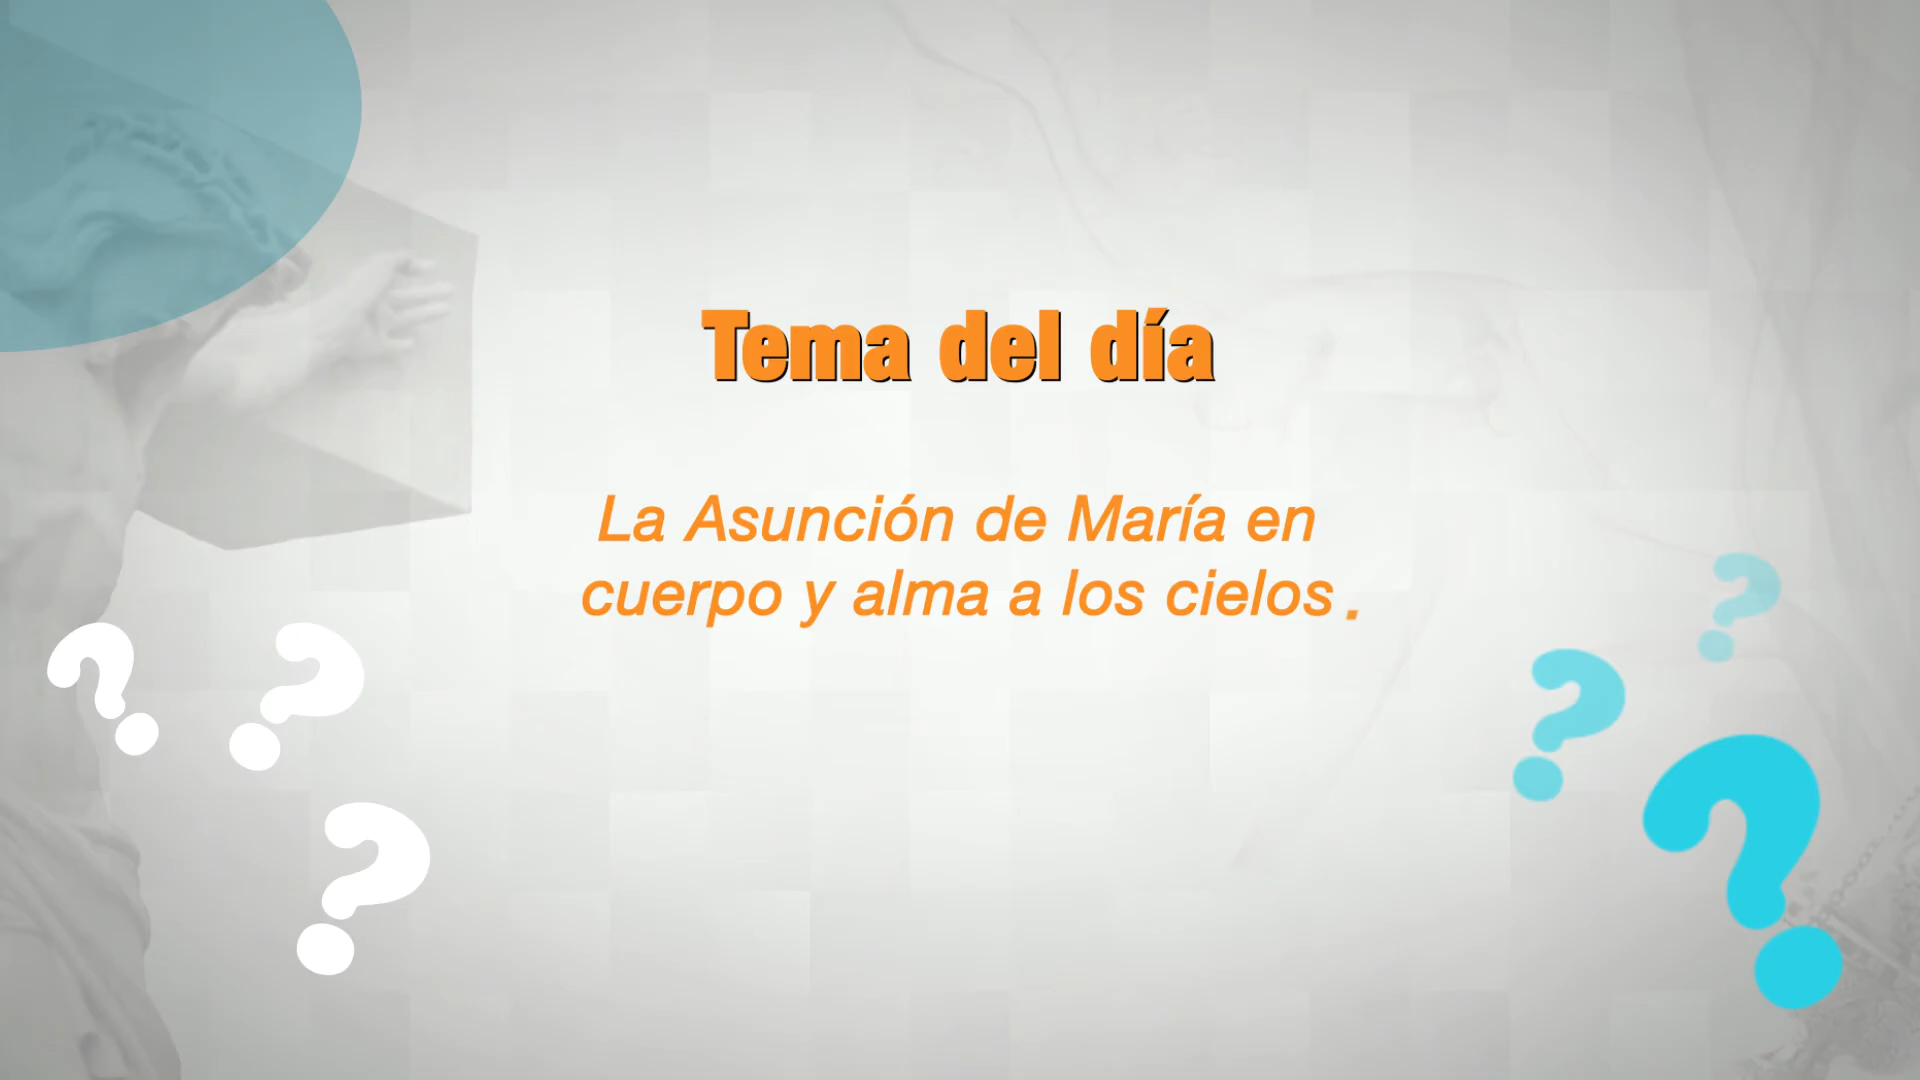 Tema del día
La Asunción de María en
cuerpo y alma a los cielos.